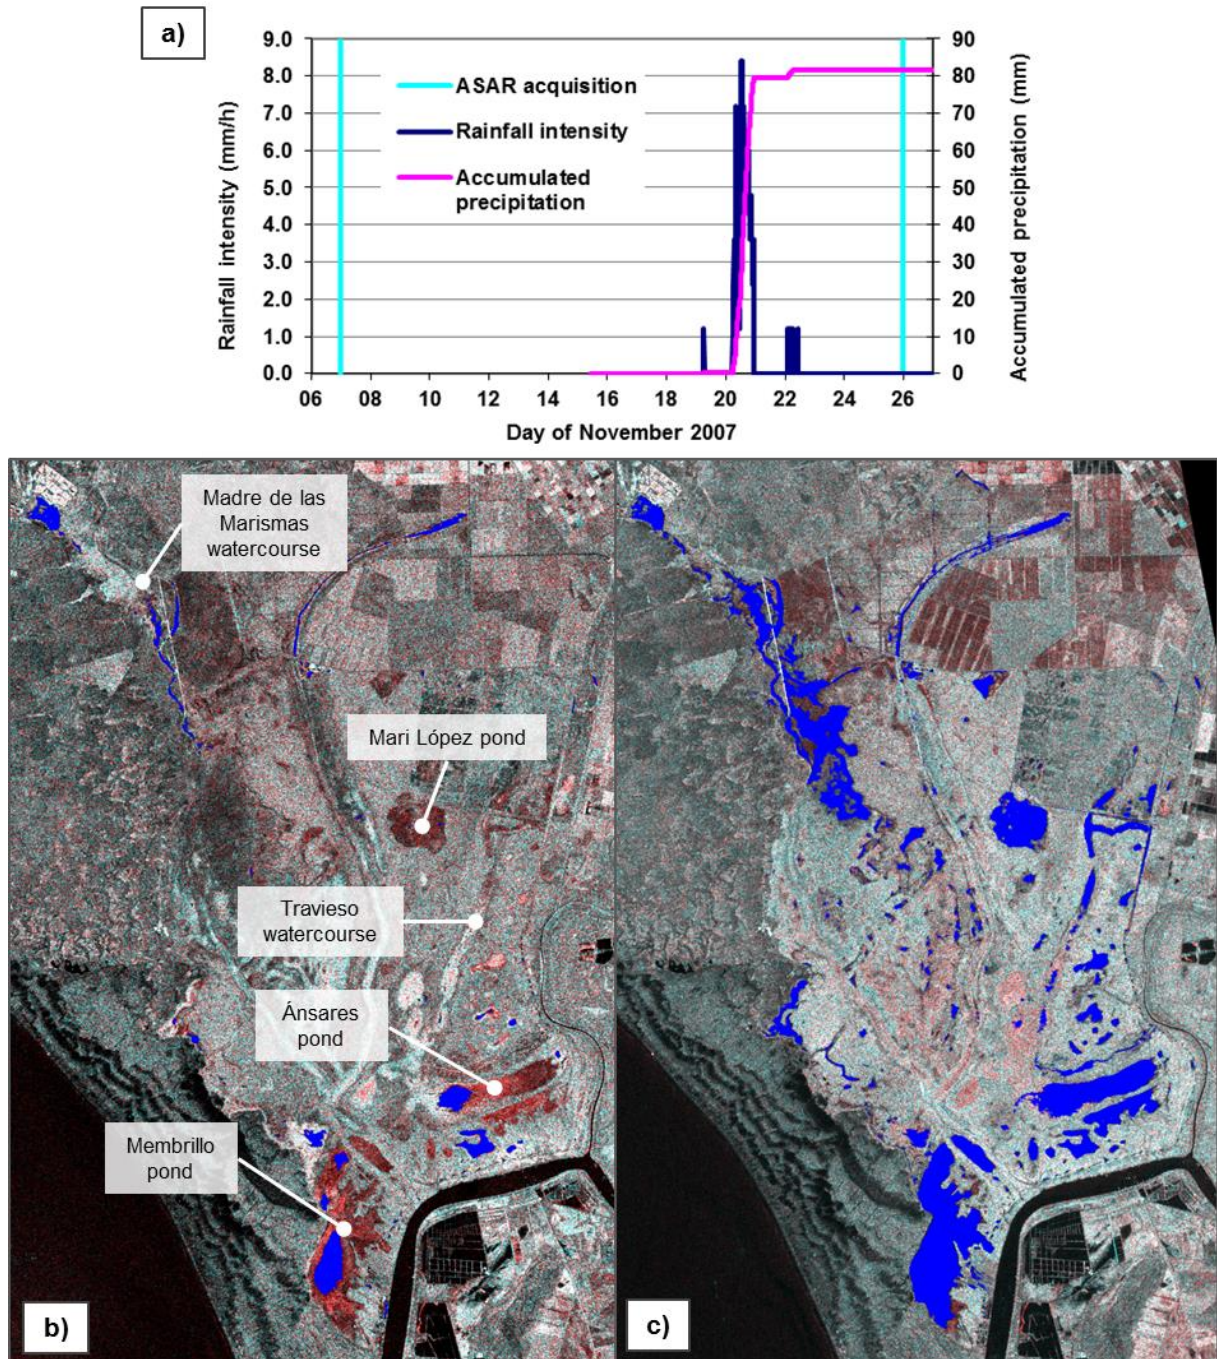 a)
9.0
8.0
7.0
6.0
5.0
4.0
3.0
2.0
1.0
0.0
Rainfall intensity (mm/h)
ASAR acquisition
Rainfall intensity
Accumulated
precipitation
90
80
70
60
50
40
30
20
10
0
Accumulated precipitation (mm)
06 08 10 12 14 16 18 20 22 24 26
Day of November 2007
Madre de las
Marismas
watercourse
Mari López pond
Travieso
watercourse
Ánsares
pond
Membrillo
pond
b)
c)